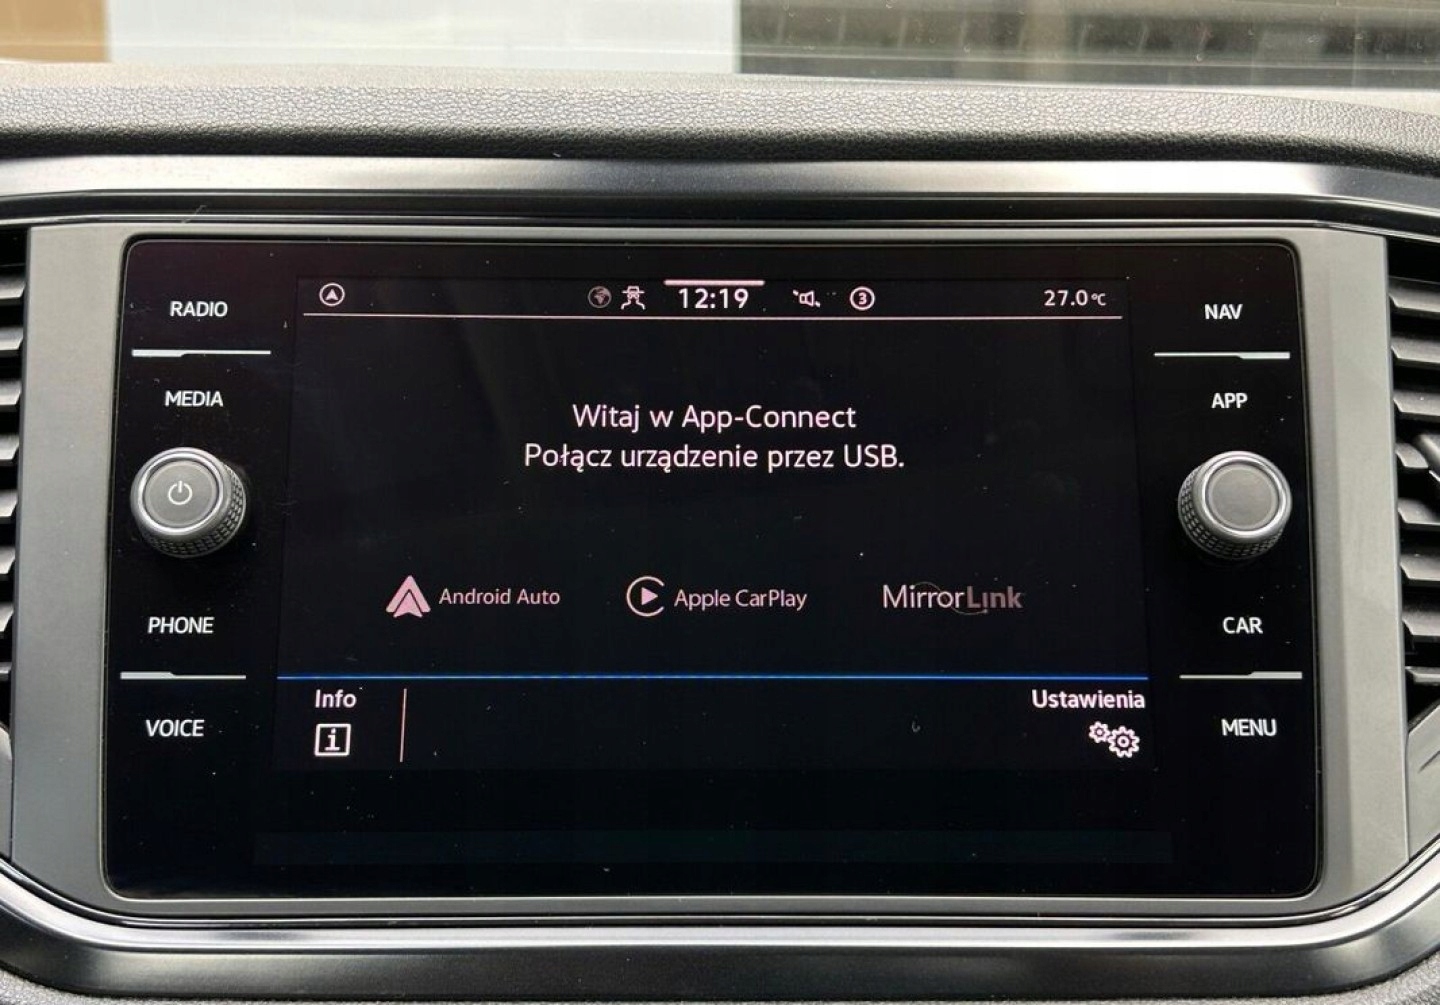 RADIO
MEDIA
PHONE
VOICE
12:19
3
27.0°C
Witaj w App-Connect
Połącz urządzenie przez USB.
Android Auto
Apple CarPlay
MirrorLink
Info
i
Ustawienia
NAV
APP
CAR
MENU